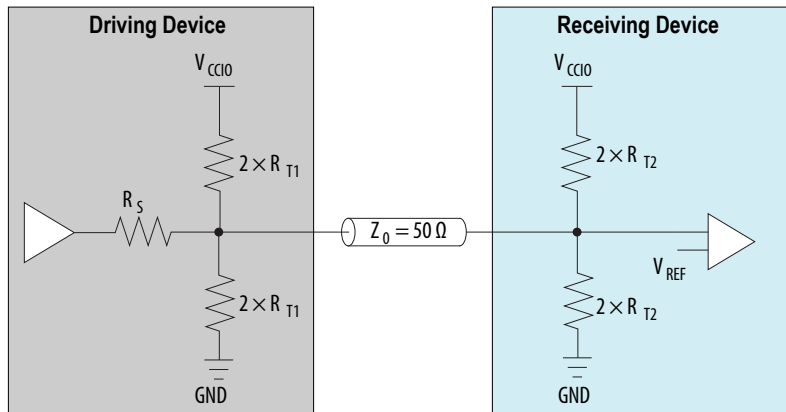 Driving Device
Receiving Device
V CCIO
V CCIO
2 × R T1
2 × R T2
R S
Z 0 = 50 Ω
V REF
2 × R T1
2 × R T2
GND
GND